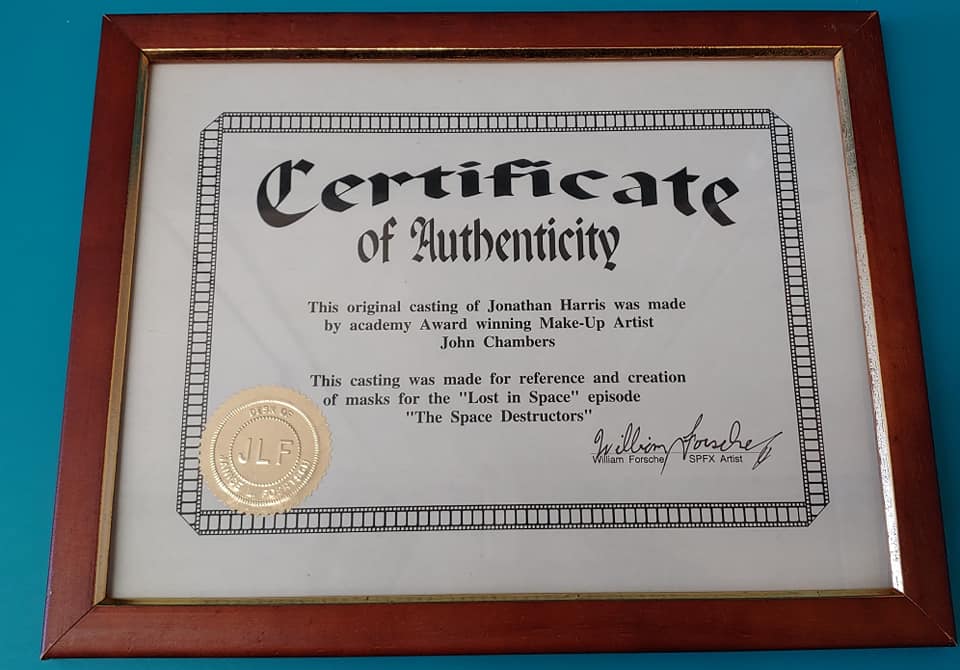 Certificate
of Authenticity
This original casting of Jonathan Harris was made
by academy Award winning Make-Up Artist
John Chambers
This casting was made for reference and creation
of masks for the "Lost in Space" episode
"The Space Destructors"
William Forsche
William Forsche SPFX Artist
OF
JLF